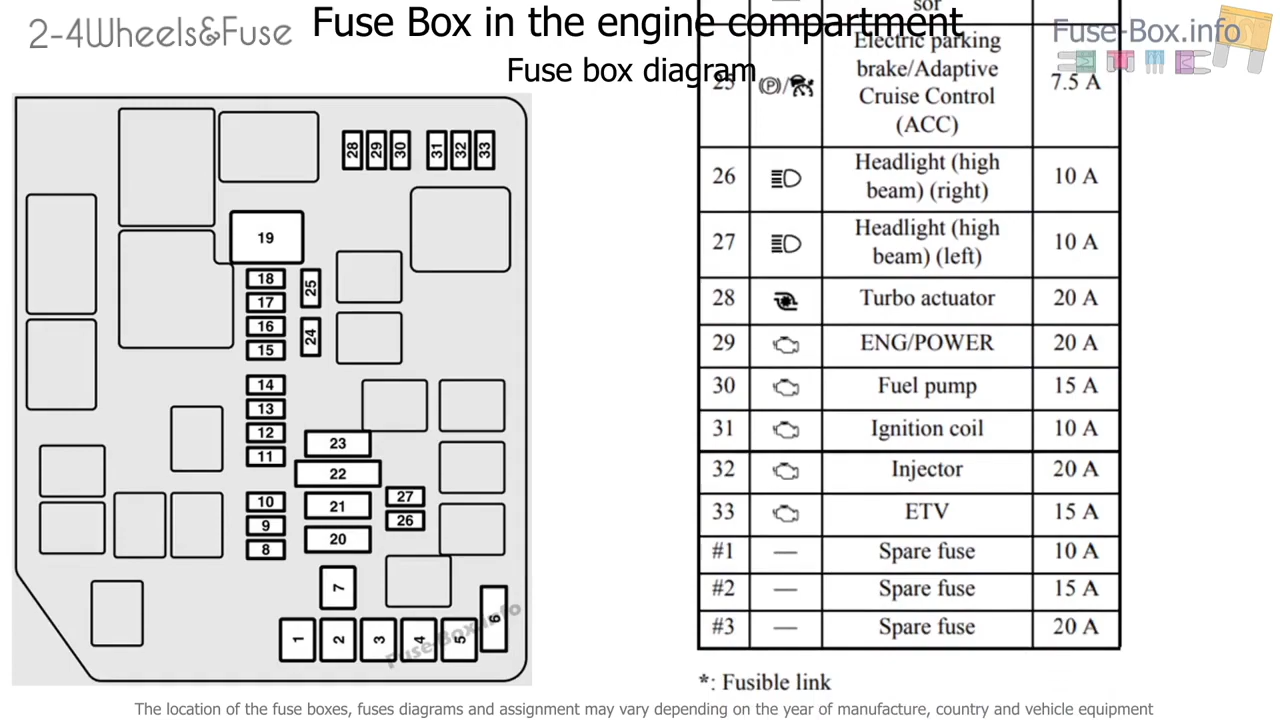 2-4Wheels&Fuse
Fuse Box in the engine compartment
Fuse-Box.info
Fuse box diagram
28 29 30 31 32 33
19
18
17
25
16
15
24
14
13
12
11
23
22
10
21
27
9
26
8
20
7
6
1 2 3 4 5
Fuse-Box.info
sor
25 Electric parking 7.5 A
brake/Adaptive
Cruise Control
(ACC)
26 Headlight (high 10 A
beam) (right)
27 Headlight (high 10 A
beam) (left)
28 Turbo actuator 20 A
29 ENG/POWER 20 A
30 Fuel pump 15 A
31 Ignition coil 10 A
32 Injector 20 A
33 ETV 15 A
#1 — Spare fuse 10 A
#2 — Spare fuse 15 A
#3 — Spare fuse 20 A
*: Fusible link
The location of the fuse boxes, fuses diagrams and assignment may vary depending on the year of manufacture, country and vehicle equipment